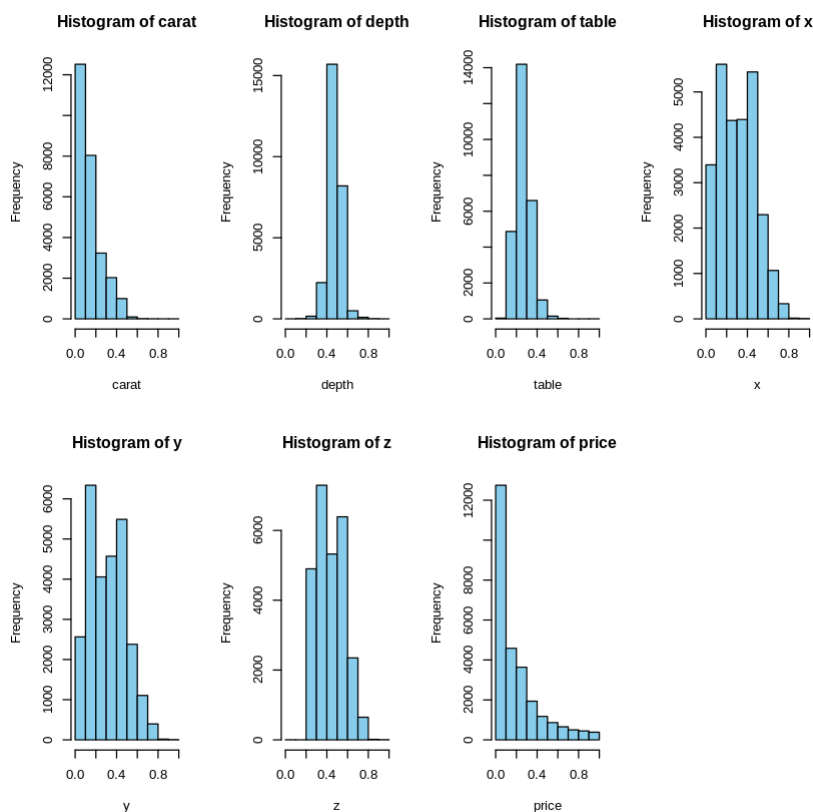 Histogram of carat
Frequency
0 2000 4000 6000 8000 12000
0.0 0.4 0.8
carat
Histogram of depth
Frequency
0 5000 10000 15000
0.0 0.4 0.8
depth
Histogram of table
Frequency
0 2000 6000 10000 14000
0.0 0.4 0.8
table
Histogram of x
Frequency
0 1000 2000 3000 4000 5000
0.0 0.4 0.8
x
Histogram of y
Frequency
0 1000 2000 3000 4000 5000 6000
0.0 0.4 0.8
y
Histogram of z
Frequency
0 2000 4000 6000
0.0 0.4 0.8
z
Histogram of price
Frequency
0 2000 4000 6000 8000 12000
0.0 0.4 0.8
price